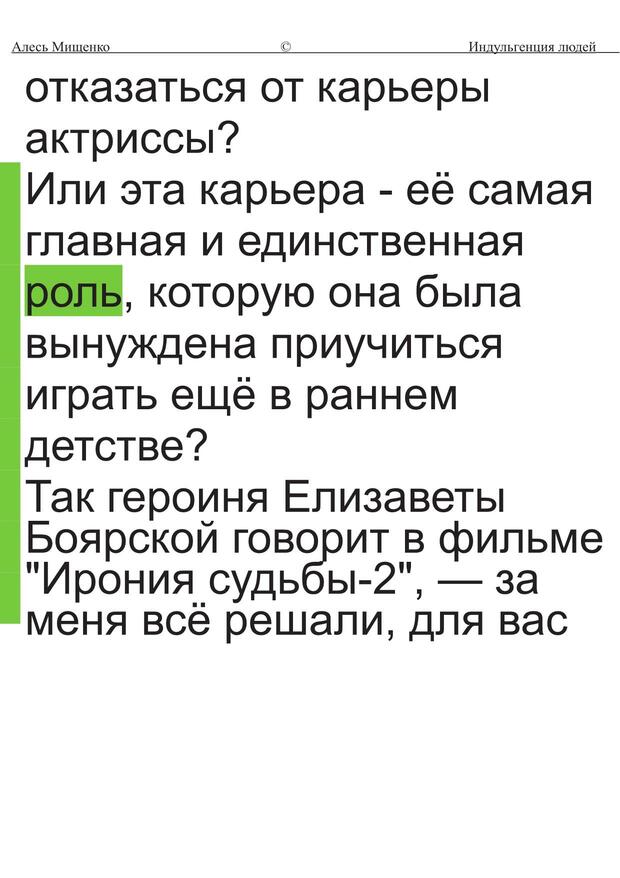 Алесь Мищенко © Индульгенция людей
отказаться от карьеры
актриссы?
Или эта карьера - её самая
главная и единственная
роль, которую она была
вынуждена приучиться
играть ещё в раннем
детстве?
Так героиня Елизаветы
Боярской говорит в фильме
"Ирония судьбы-2", — за
меня всё решали, для вас